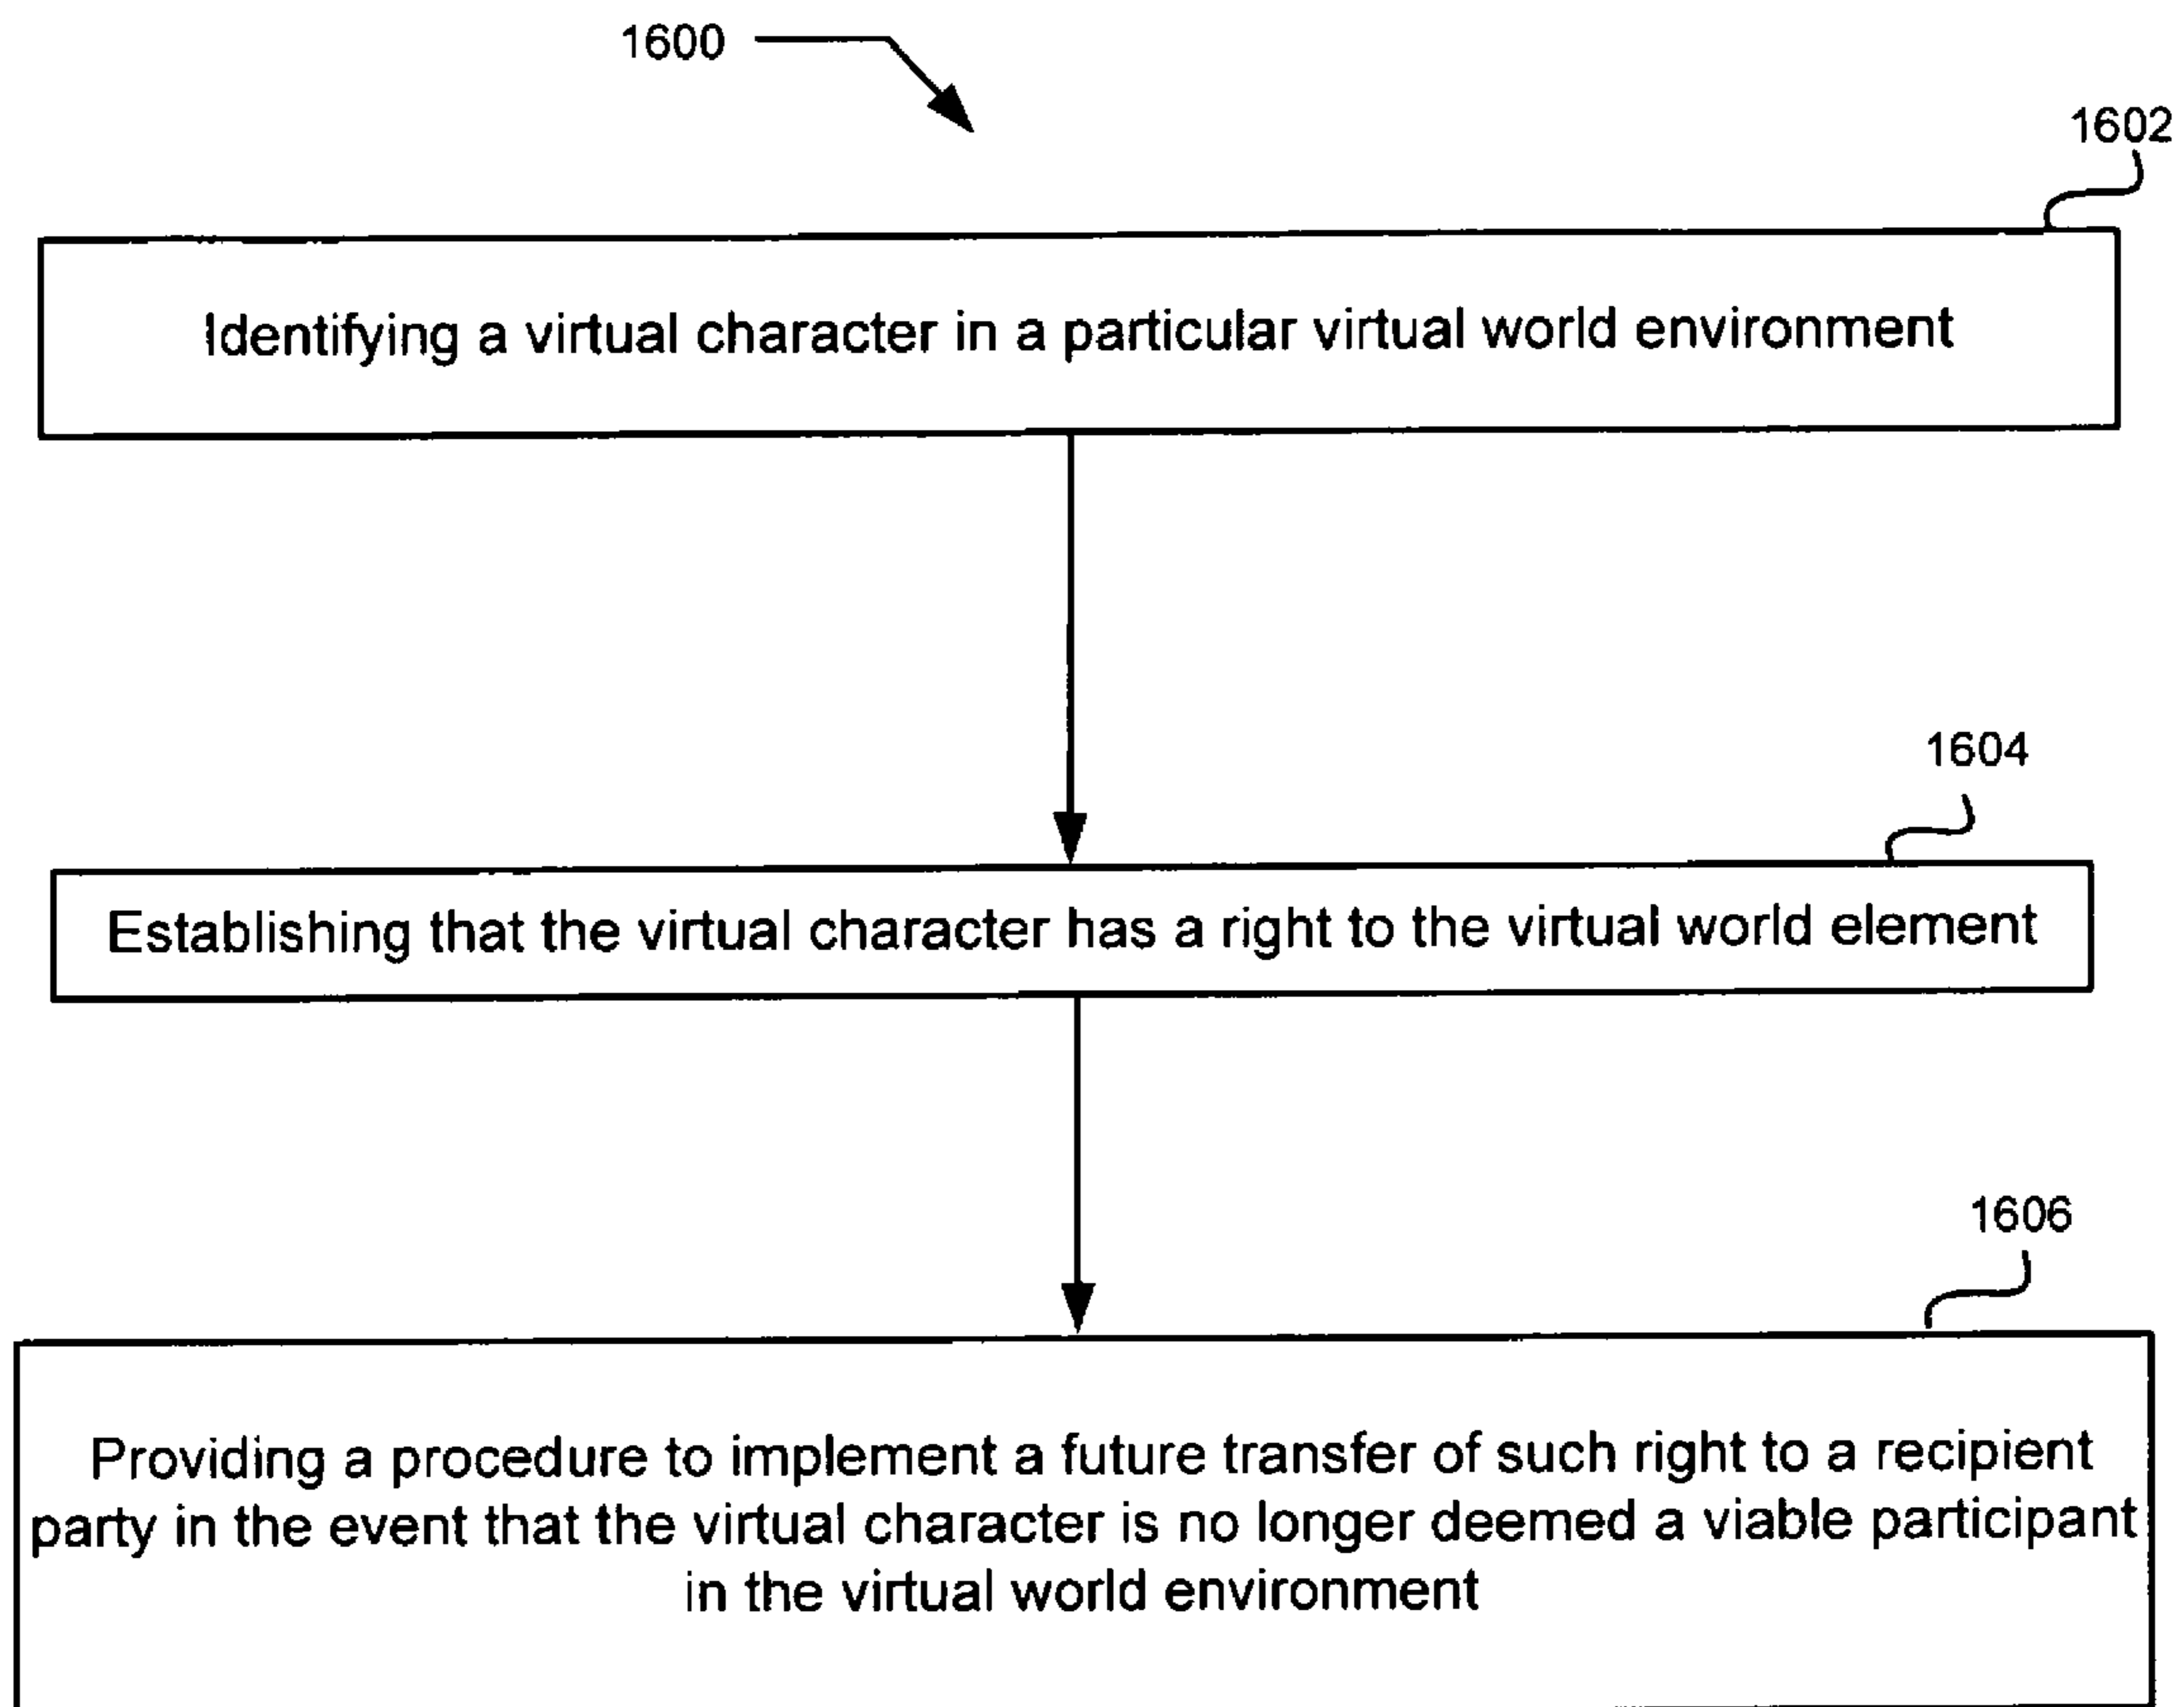 1600
1602
Identifying a virtual character in a particular virtual world environment
1604
Establishing that the virtual character has a right to the virtual world element
1606
Providing a procedure to implement a future transfer of such right to a recipient
party in the event that the virtual character is no longer deemed a viable participant
in the virtual world environment